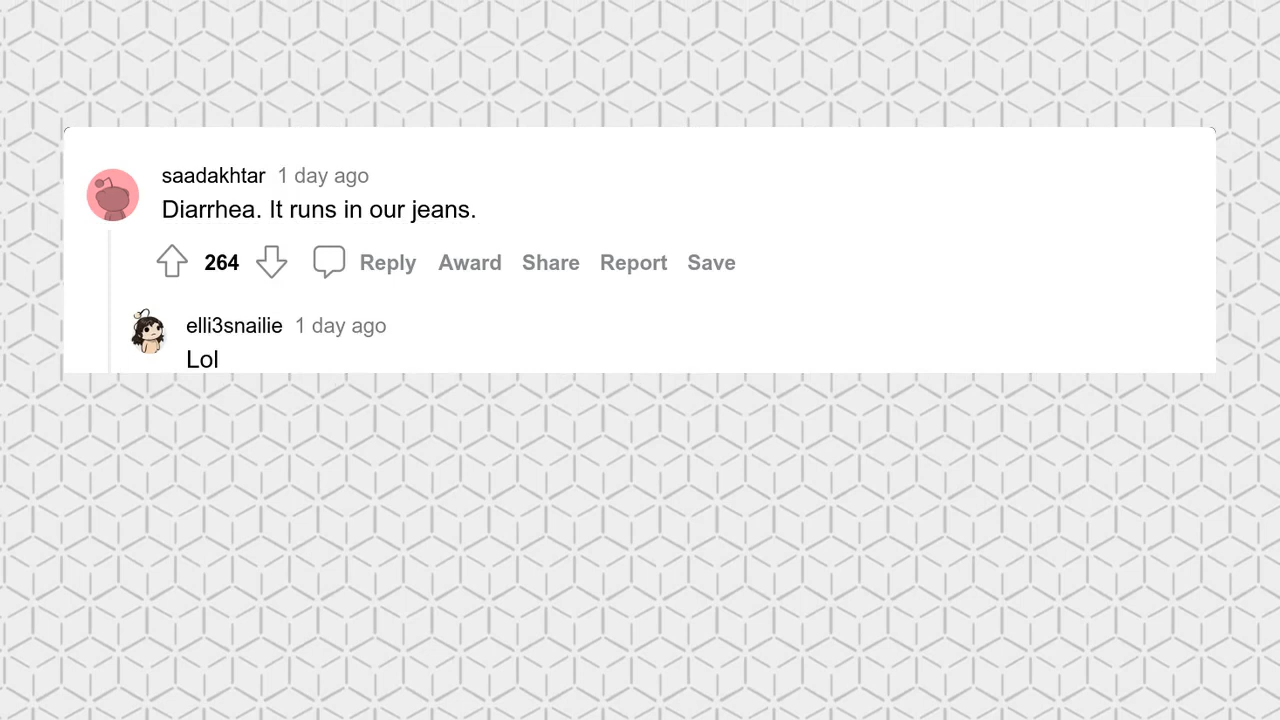 saadakhtar 1 day ago
Diarrhea. It runs in our jeans.
264 Reply Award Share Report Save
elli3snailie 1 day ago
Lol